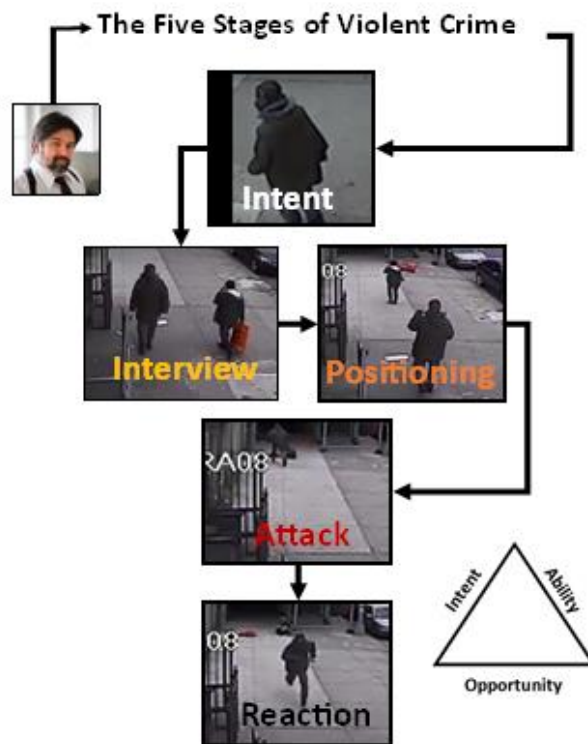 The Five Stages of Violent Crime
Intent
Interview
08
Positioning
RA08
Attack
08
Reaction
Intent
Ability
Opportunity